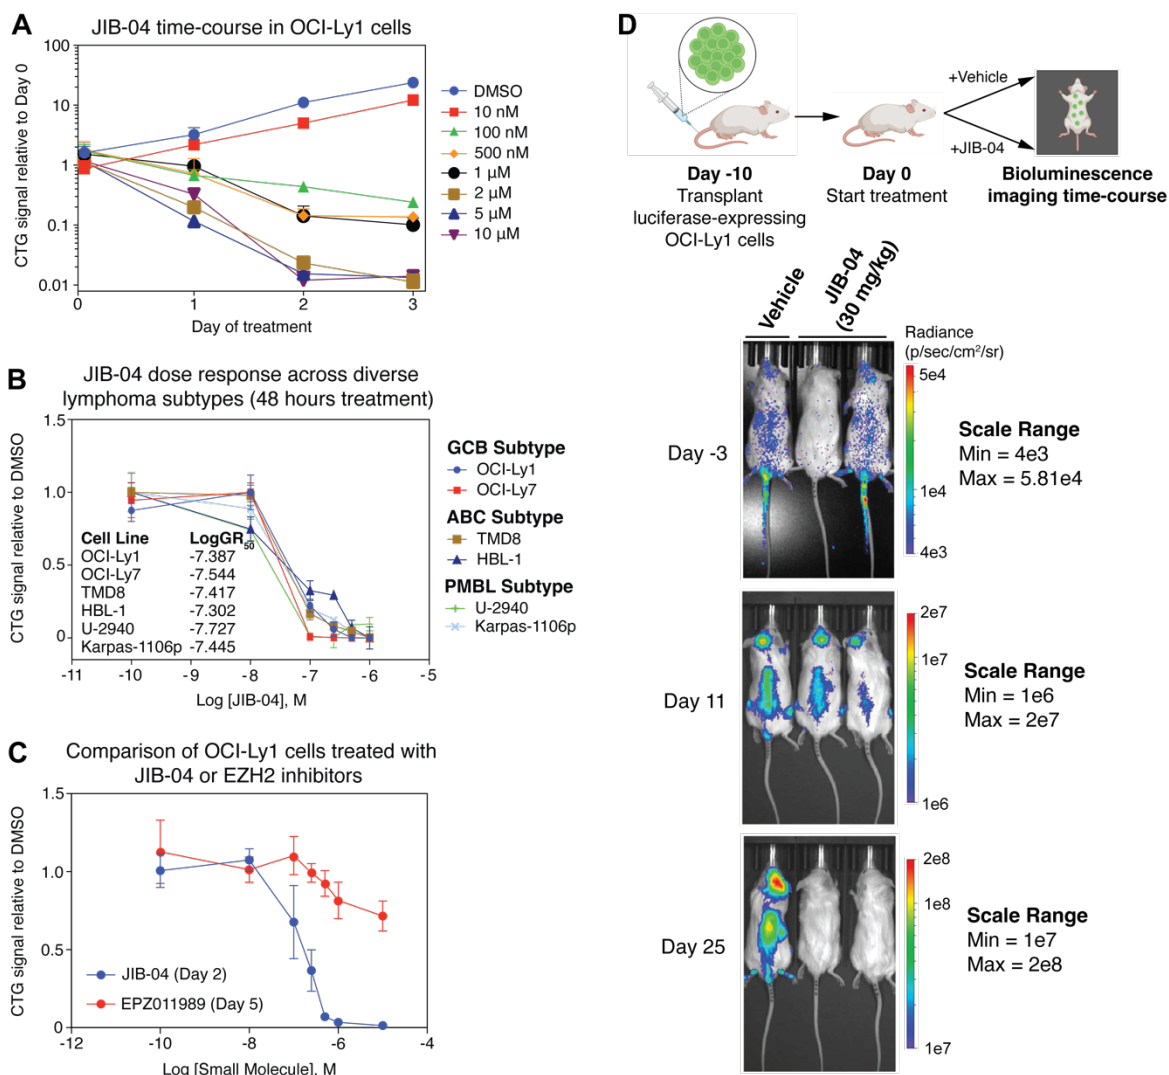 A
JIB-04 time-course in OCI-Ly1 cells
CTG signal relative to Day 0
100
10
1
0.1
0.01
0
1
2
3
Day of treatment
DMSO
10 nM
100 nM
500 nM
1 µM
2 µM
5 µM
10 µM
B
JIB-04 dose response across diverse
lymphoma subtypes (48 hours treatment)
CTG signal relative to DMSO
1.5
1.0
0.5
0
Cell Line LogGR50
OCI-Ly1 -7.387
OCI-Ly7 -7.544
TMD8 -7.417
HBL-1 -7.302
U-2940 -7.727
Karpas-1106p -7.445
-11
-10
-9
-8
-7
-6
-5
Log [JIB-04], M
GCB Subtype
OCI-Ly1
OCI-Ly7
ABC Subtype
TMD8
HBL-1
PMBL Subtype
U-2940
Karpas-1106p
C
Comparison of OCI-Ly1 cells treated with
JIB-04 or EZH2 inhibitors
CTG signal relative to DMSO
1.5
1.0
0.5
0
JIB-04 (Day 2)
EPZ011989 (Day 5)
-12
-10
-8
-6
-4
Log [Small Molecule], M
D
+Vehicle
+JIB-04
Day -10
Transplant
luciferase-expressing
OCI-Ly1 cells
Day 0
Start treatment
Bioluminescence
imaging time-course
Vehicle
JIB-04
(30 mg/kg)
Radiance
(p/sec/cm²/sr)
Day -3
5e4
1e4
4e3
Scale Range
Min = 4e3
Max = 5.81e4
Day 11
2e7
1e7
1e6
Scale Range
Min = 1e6
Max = 2e7
Day 25
2e8
1e8
1e7
Scale Range
Min = 1e7
Max = 2e8